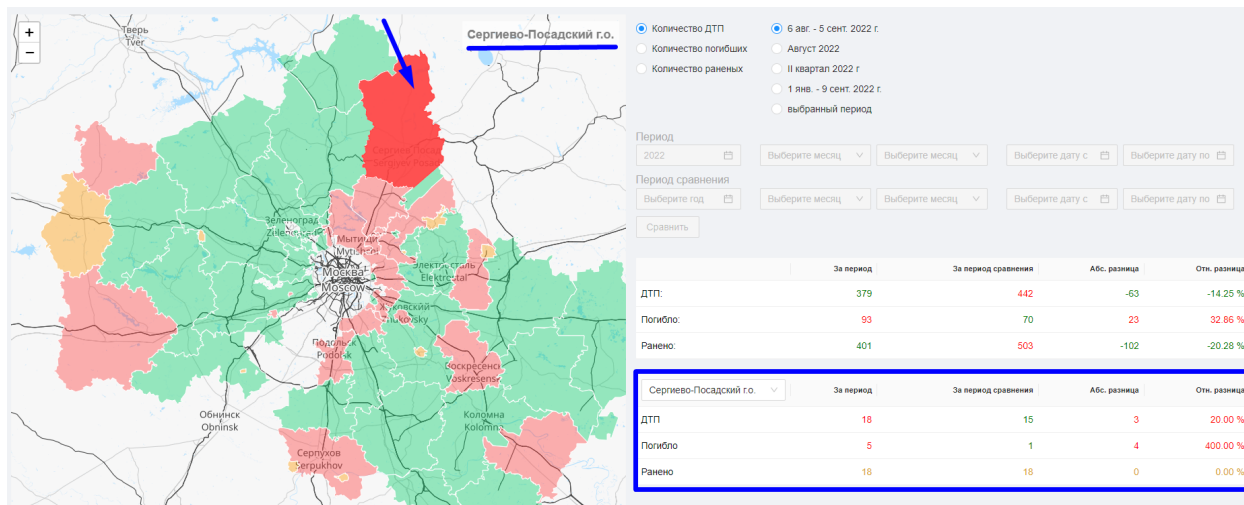 +
−
Тверь
Tver
Сергиево-Посадский г.о.
Зеленоград
Мытищи
Mytishchi
Москва
Moscow
Электросталь
Elektrostal
Жуковский
Zhukovsky
Подольск
Podolsk
Воскресенск
Voskresensk
Обнинск
Obninsk
Коломна
Kolomna
Серпухов
Serpukhov
Количество ДТП
Количество погибших
Количество раненых
6 авг. - 5 сент. 2022 г.
Август 2022
II квартал 2022 г
1 янв. - 9 сент. 2022 г.
выбранный период
Период
2022 Выберите месяц Выберите месяц Выберите дату с Выберите дату по
Период сравнения
Выберите год Выберите месяц Выберите месяц Выберите дату с Выберите дату по
Сравнить
За период За период сравнения Абс. разница Отн. разница
ДТП: 379 442 -63 -14.25 %
Погибло: 93 70 23 32.86 %
Ранено: 401 503 -102 -20.28 %
Сергиево-Посадский г.о. За период За период сравнения Абс. разница Отн. разница
ДТП 18 15 3 20.00 %
Погибло 5 1 4 400.00 %
Ранено 18 18 0 0.00 %